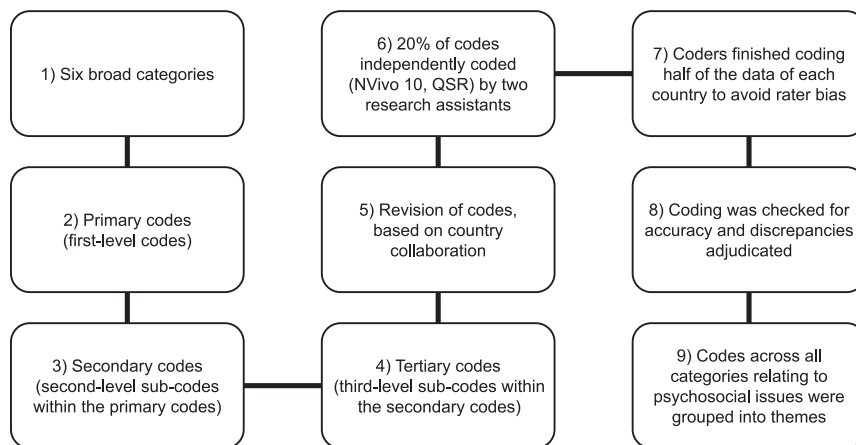 1) Six broad categories
2) Primary codes
(first-level codes)
3) Secondary codes
(second-level sub-codes
within the primary codes)
4) Tertiary codes
(third-level sub-codes within
the secondary codes)
5) Revision of codes,
based on country
collaboration
6) 20% of codes
independently coded
(NVivo 10, QSR) by two
research assistants
7) Coders finished coding
half of the data of each
country to avoid rater bias
8) Coding was checked for
accuracy and discrepancies
adjudicated
9) Codes across all
categories relating to
psychosocial issues were
grouped into themes